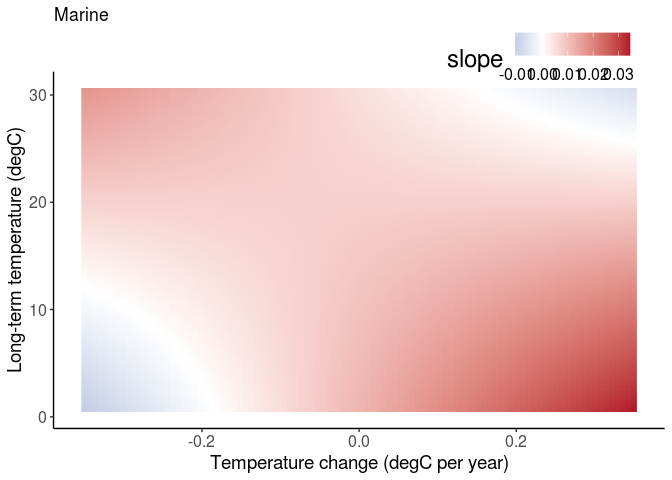 Marine
slope
-0.01 0.00 0.01 0.02 0.03
Long-term temperature (degC)
30
20
10
0
-0.2 0.0 0.2
Temperature change (degC per year)